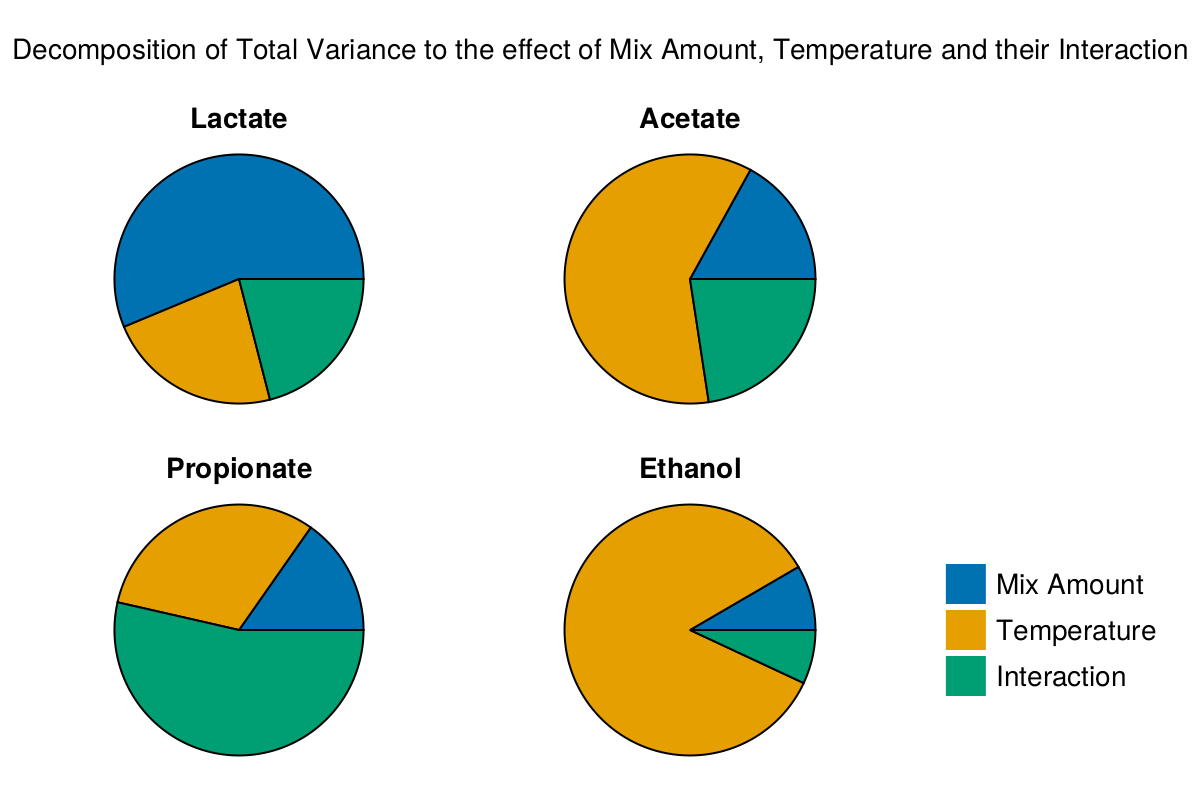 Decomposition of Total Variance to the effect of Mix Amount, Temperature and their Interaction
Lactate
Acetate
Propionate
Ethanol
Mix Amount
Temperature
Interaction